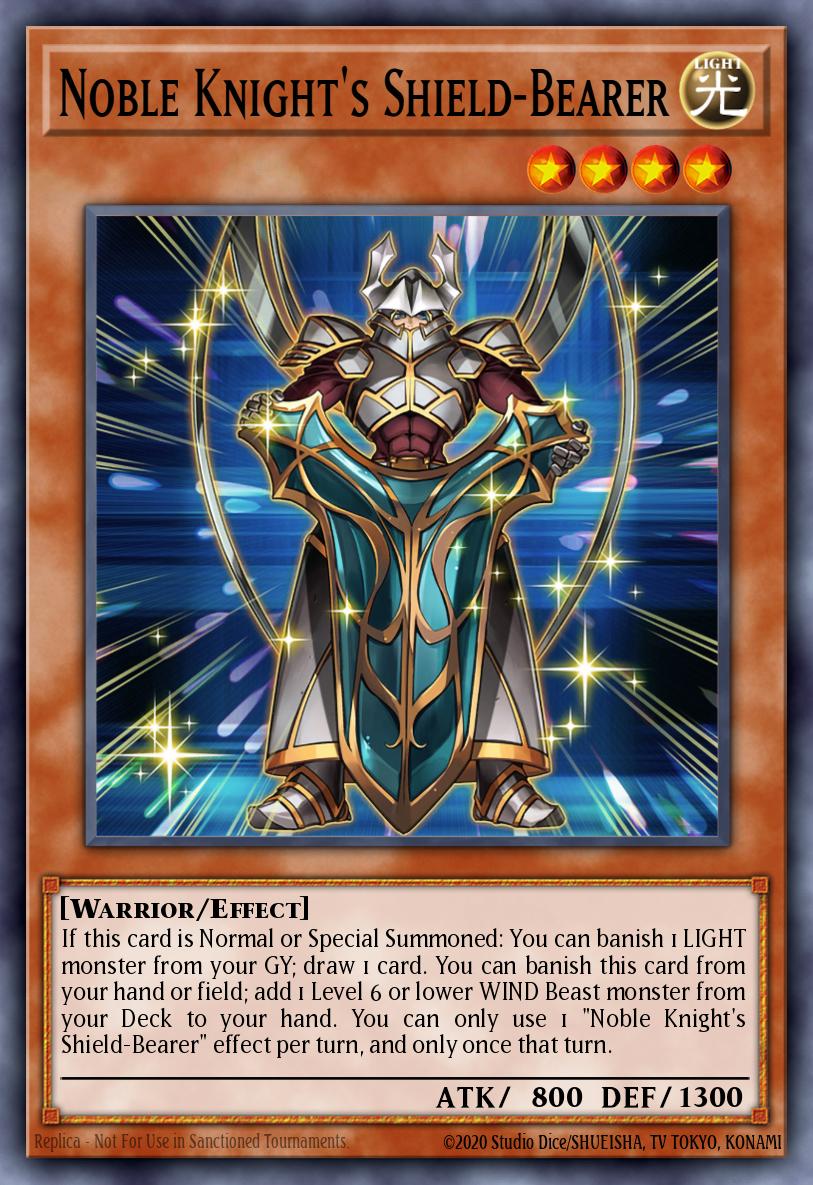 Noble Knight's Shield-Bearer
LIGHT
光
[Warrior/Effect]
If this card is Normal or Special Summoned: You can banish 1 LIGHT
monster from your GY; draw 1 card. You can banish this card from
your hand or field; add 1 Level 6 or lower WIND Beast monster from
your Deck to your hand. You can only use 1 "Noble Knight's
Shield-Bearer" effect per turn, and only once that turn.
ATK/ 800 DEF/1300
Replica - Not For Use in Sanctioned Tournaments.
©2020 Studio Dice/SHUEISHA, TV TOKYO, KONAMI